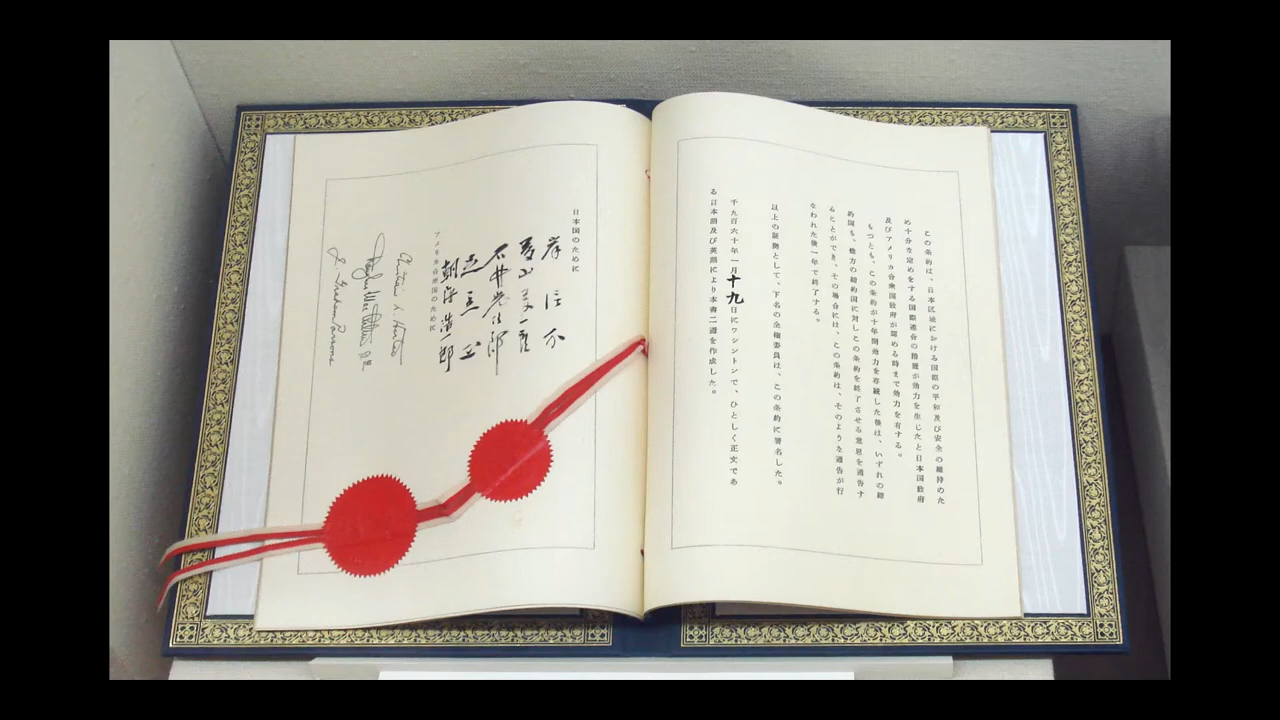 この条約は、日本区域における国際の平和及び安全の維持のた
め十分な定めをする国際連合の措置が効力を生じたと日本国政府
及びアメリカ合衆国政府が認める時まで効力を有する。
もつとも、この条約が十年間効力を存続した後は、いずれの締
約国も、他方の締約国に対しこの条約を終了させる意思を通告す
ることができ、その場合には、この条約は、そのような通告が行
なわれた後一年で終了する。
以上の証拠として、下名の全権委員は、この条約に署名した。
千九百六十年一月十九日にワシントンで、ひとしく正文であ
る日本語及び英語により本書二通を作成した。
日本国のために
岸信介
藤山愛一郎
石井光次郎
足立正
朝海浩一郎
アメリカ合衆国のために
Christian A. Herter
Douglas MacArthur 2nd
J. Graham Parsons